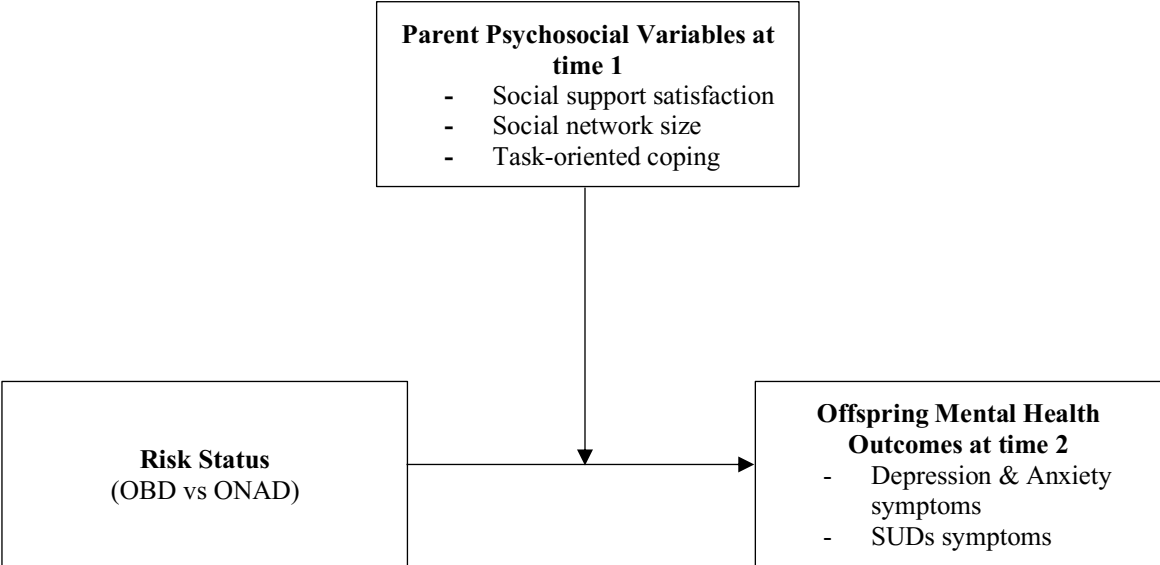 Parent Psychosocial Variables at
time 1
- Social support satisfaction
- Social network size
- Task-oriented coping
Risk Status
(OBD vs ONAD)
Offspring Mental Health
Outcomes at time 2
- Depression & Anxiety
symptoms
- SUDs symptoms